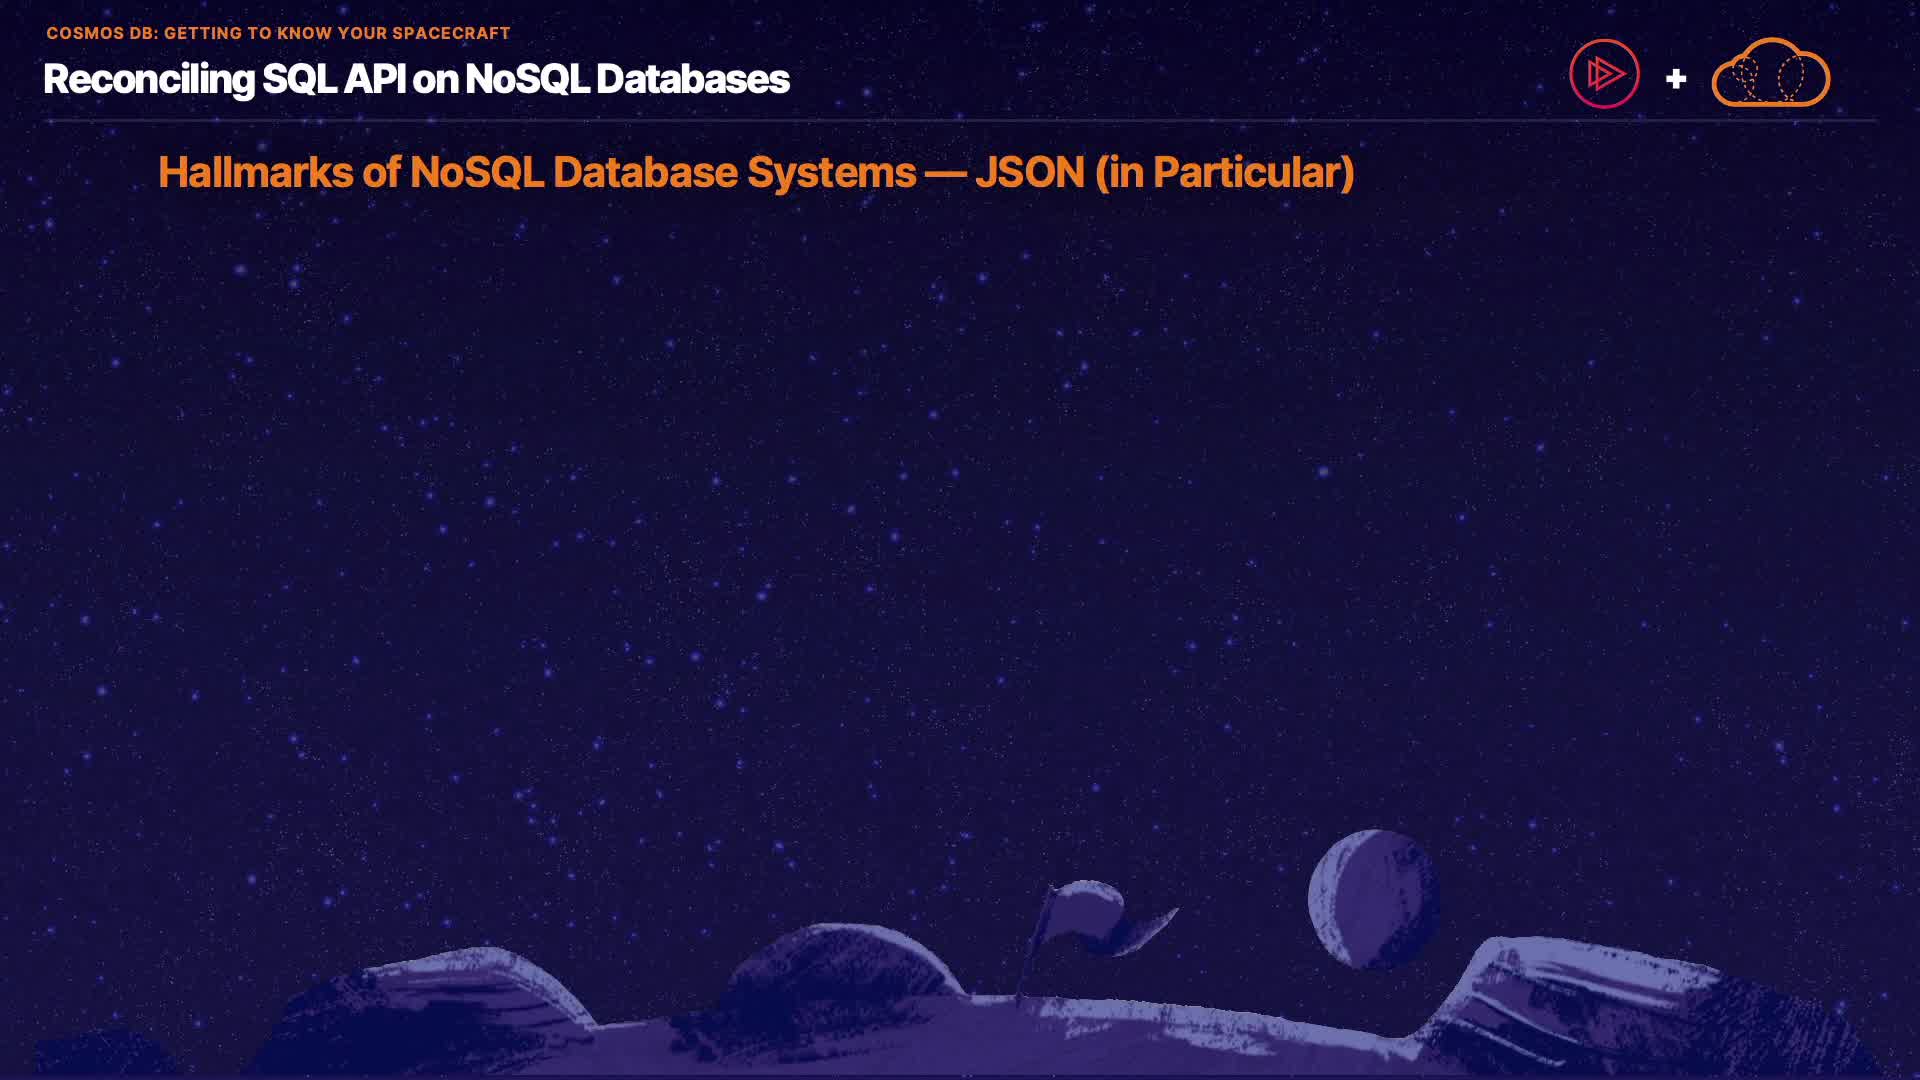 COSMOS DB: GETTING TO KNOW YOUR SPACECRAFT
Reconciling SQL API on NoSQL Databases
+
Hallmarks of NoSQL Database Systems — JSON (in Particular)